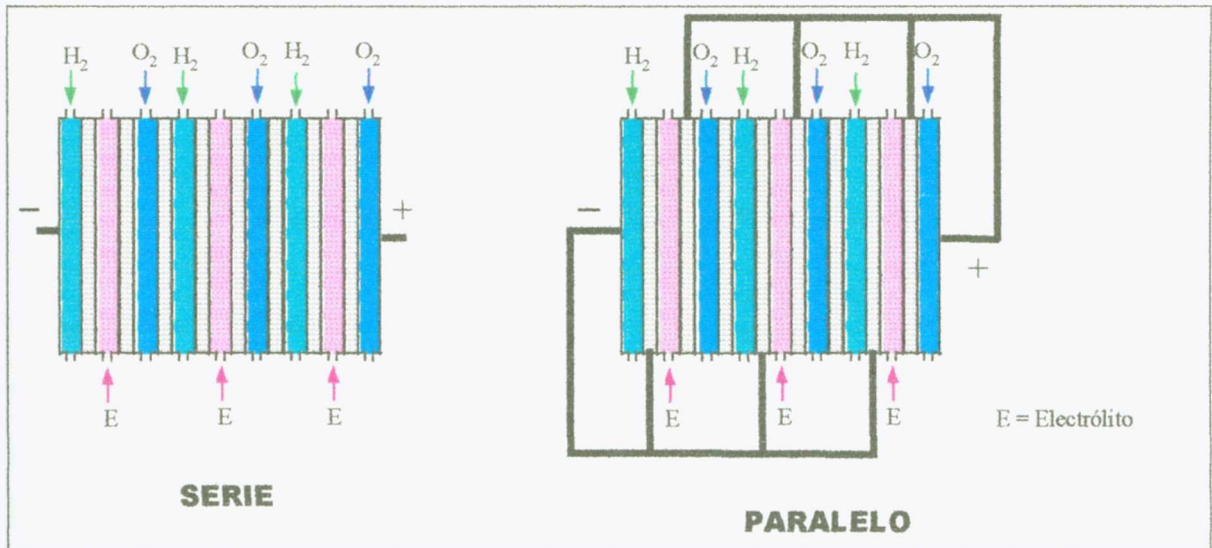 H₂ O₂ H₂ O₂ H₂ O₂
− +
E E E
SERIE
H₂ O₂ H₂ O₂ H₂ O₂
− +
E E E
E = Electrólito
PARALELO